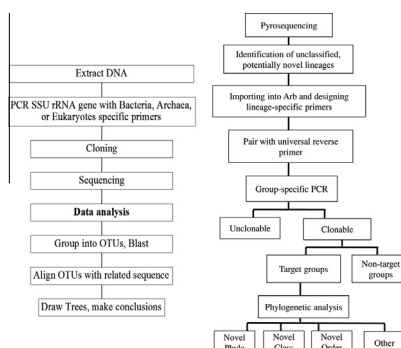 Extract DNA
PCR SSU rRNA gene with Bacteria, Archaea,
or Eukaryotes specific primers
Cloning
Sequencing
Data analysis
Group into OTUs, Blast
Align OTUs with related sequence
Draw Trees, make conclusions
Pyrosequencing
Identification of unclassified,
potentially novel lineages
Importing into Arb and designing
lineage-specific primers
Pair with universal reverse
primer
Group-specific PCR
Unclonable
Clonable
Target groups
Non-target
groups
Phylogenetic analysis
Novel
Novel
Class
Novel
Order
Other